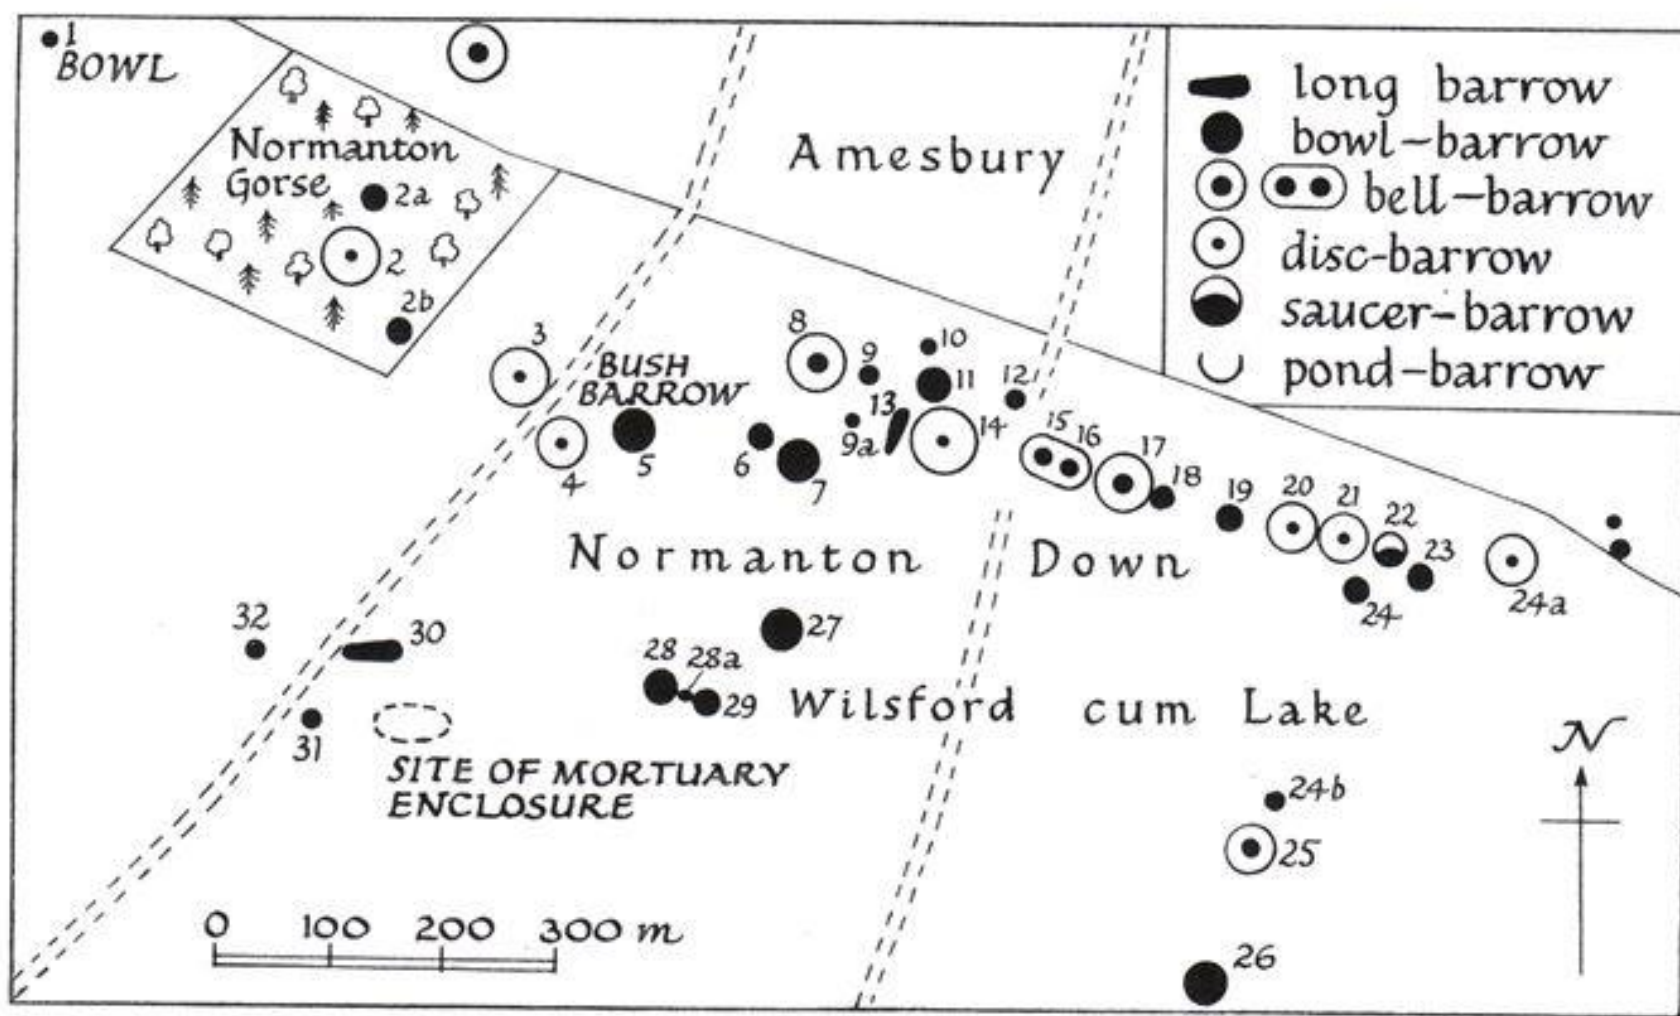 1
BOWL
Normanton
Gorse
2a
2
2b
Amesbury
long barrow
bowl-barrow
bell-barrow
disc-barrow
saucer-barrow
pond-barrow
3
4
BUSH
BARROW
5
6
7
8
9
9a
10
11
12
13
14
15
16
17
18
19
20
21
22
23
24
24a
Normanton Down
27
28
28a
29
Wilsford cum Lake
32
30
31
SITE OF MORTUARY
ENCLOSURE
24b
25
26
N
0 100 200 300 m